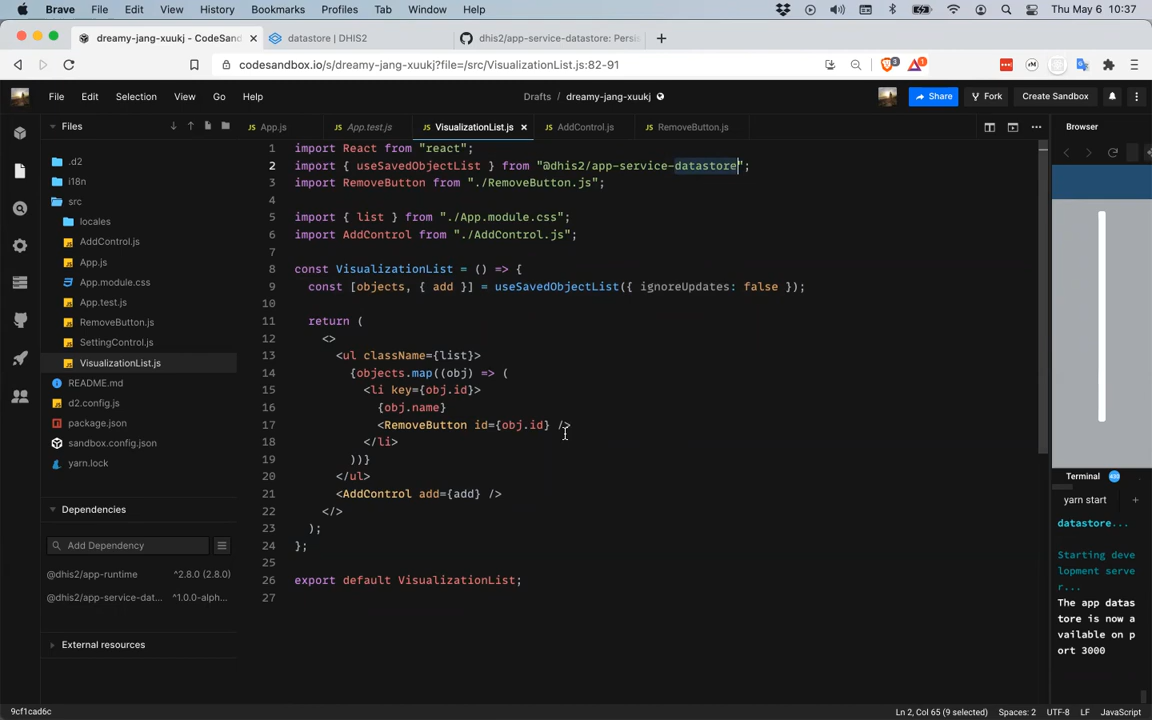 Brave File Edit View History Bookmarks Profiles Tab Window Help Thu May 6 10:37
dreamy-jang-xuukj - CodeSan datastore | DHIS2 dhis2/app-service-datastore: Persi
codesandbox.io/s/dreamy-jang-xuukj?file=/src/VisualizationList.js:82-91
File Edit Selection View Go Help Drafts / dreamy-jang-xuukj Share Fork Create Sandbox
Files App.js App.test.js VisualizationList.js AddControl.js RemoveButton.js Browser
.d2
i18n
src
locales
AddControl.js
App.js
App.module.css
App.test.js
RemoveButton.js
SettingControl.js
VisualizationList.js
README.md
d2.config.js
package.json
sandbox.config.json
yarn.lock
Dependencies
Add Dependency
@dhis2/app-runtime ^2.8.0 (2.8.0)
@dhis2/app-service-dat... ^1.0.0-alph...
External resources
1 import React from "react";
2 import { useSavedObjectList } from "@dhis2/app-service-datastore";
3 import RemoveButton from "./RemoveButton.js";
4
5 import { list } from "./App.module.css";
6 import AddControl from "./AddControl.js";
7
8 const VisualizationList = () => {
9 const [objects, { add }] = useSavedObjectList({ ignoreUpdates: false });
10
11 return (
12 <>
13 <ul className={list}>
14 {objects.map((obj) => (
15 <li key={obj.id}>
16 {obj.name}
17 <RemoveButton id={obj.id} />
18 </li>
19 ))}
20 </ul>
21 <AddControl add={add} />
22 </>
23 );
24 };
25
26 export default VisualizationList;
27
Terminal
yarn start
datastore...
Starting deve
lopment serve
r...
The app datas
tore is now a
vailable on p
ort 3000
9cf1cad6c Ln 2, Col 65 (9 selected) Spaces: 2 UTF-8 LF JavaScript